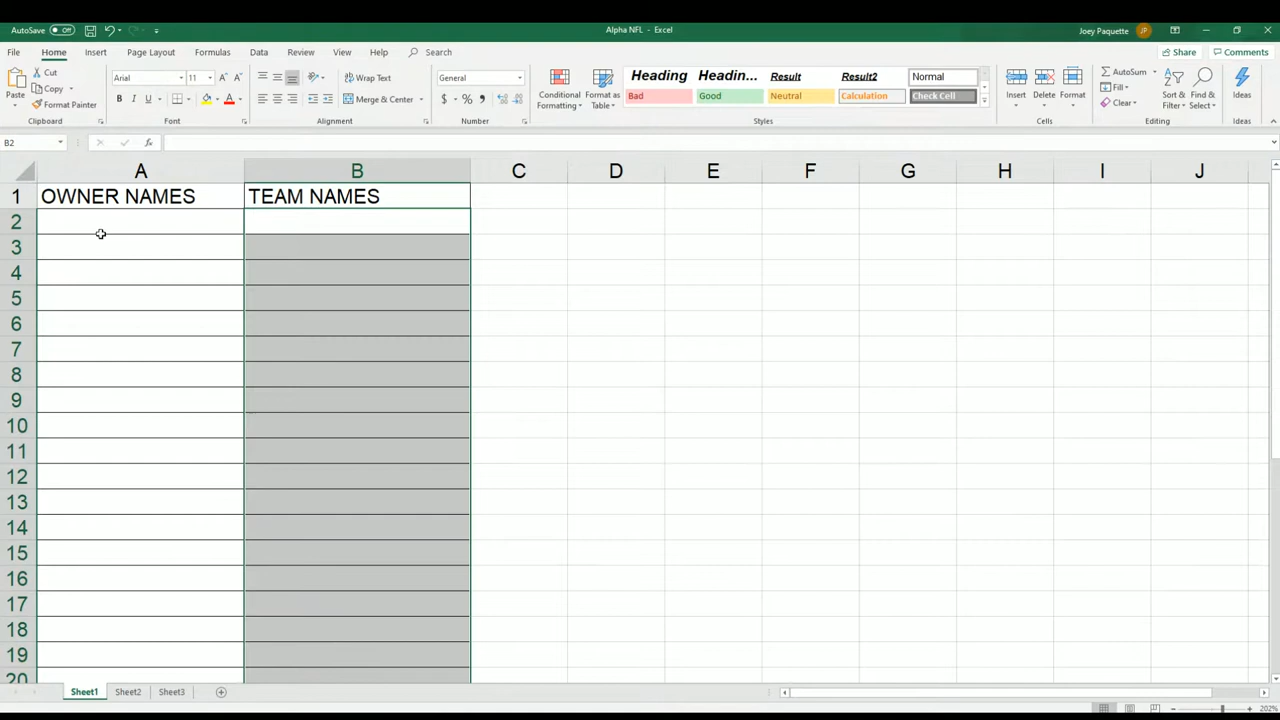 AutoSave Off
Alpha NFL - Excel
Joey Paquette JP
File Home Insert Page Layout Formulas Data Review View Help Search
Share Comments
Paste
Cut
Copy
Format Painter
Clipboard
Arial 11
B I U
Font
Wrap Text
Merge & Center
Alignment
General
$ % ,
Number
Conditional
Formatting
Format as
Table
Heading Headin... Result Result2 Normal
Bad Good Neutral Calculation Check Cell
Styles
Insert Delete Format
Cells
AutoSum
Fill
Clear
Sort &
Filter
Find &
Select
Editing
Ideas
Ideas
B2 fx
A B C D E F G H I J
1 OWNER NAMES TEAM NAMES
2
3
4
5
6
7
8
9
10
11
12
13
14
15
16
17
18
19
20
Sheet1 Sheet2 Sheet3
202%